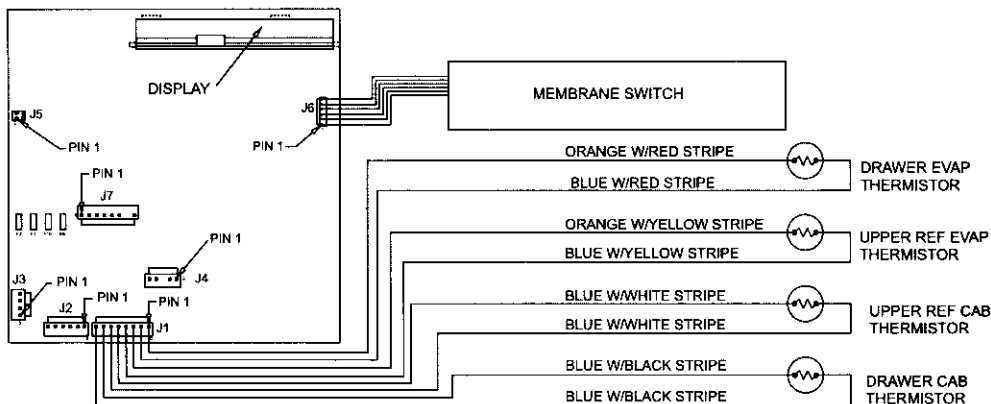 DISPLAY
J6
MEMBRANE SWITCH
J5
PIN 1
PIN 1
ORANGE W/RED STRIPE
DRAWER EVAP
THERMISTOR
BLUE W/RED STRIPE
PIN 1
J7
ORANGE W/YELLOW STRIPE
UPPER REF EVAP
THERMISTOR
PIN 1
BLUE W/YELLOW STRIPE
J3
PIN 1
J4
J2
PIN 1
PIN 1
J1
BLUE W/WHITE STRIPE
UPPER REF CAB
THERMISTOR
BLUE W/WHITE STRIPE
BLUE W/BLACK STRIPE
DRAWER CAB
THERMISTOR
BLUE W/BLACK STRIPE